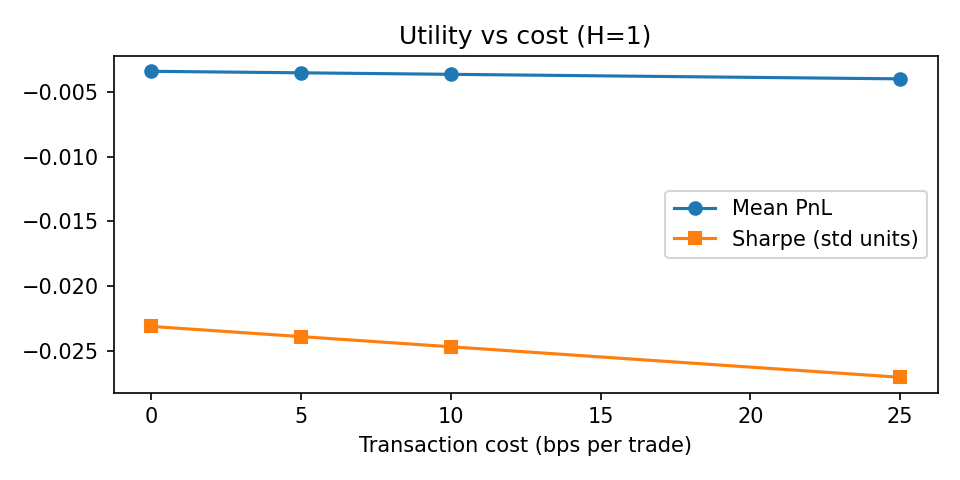 Utility vs cost (H=1)
−0.005
−0.010
−0.015
−0.020
−0.025
Mean PnL
Sharpe (std units)
0 5 10 15 20 25
Transaction cost (bps per trade)